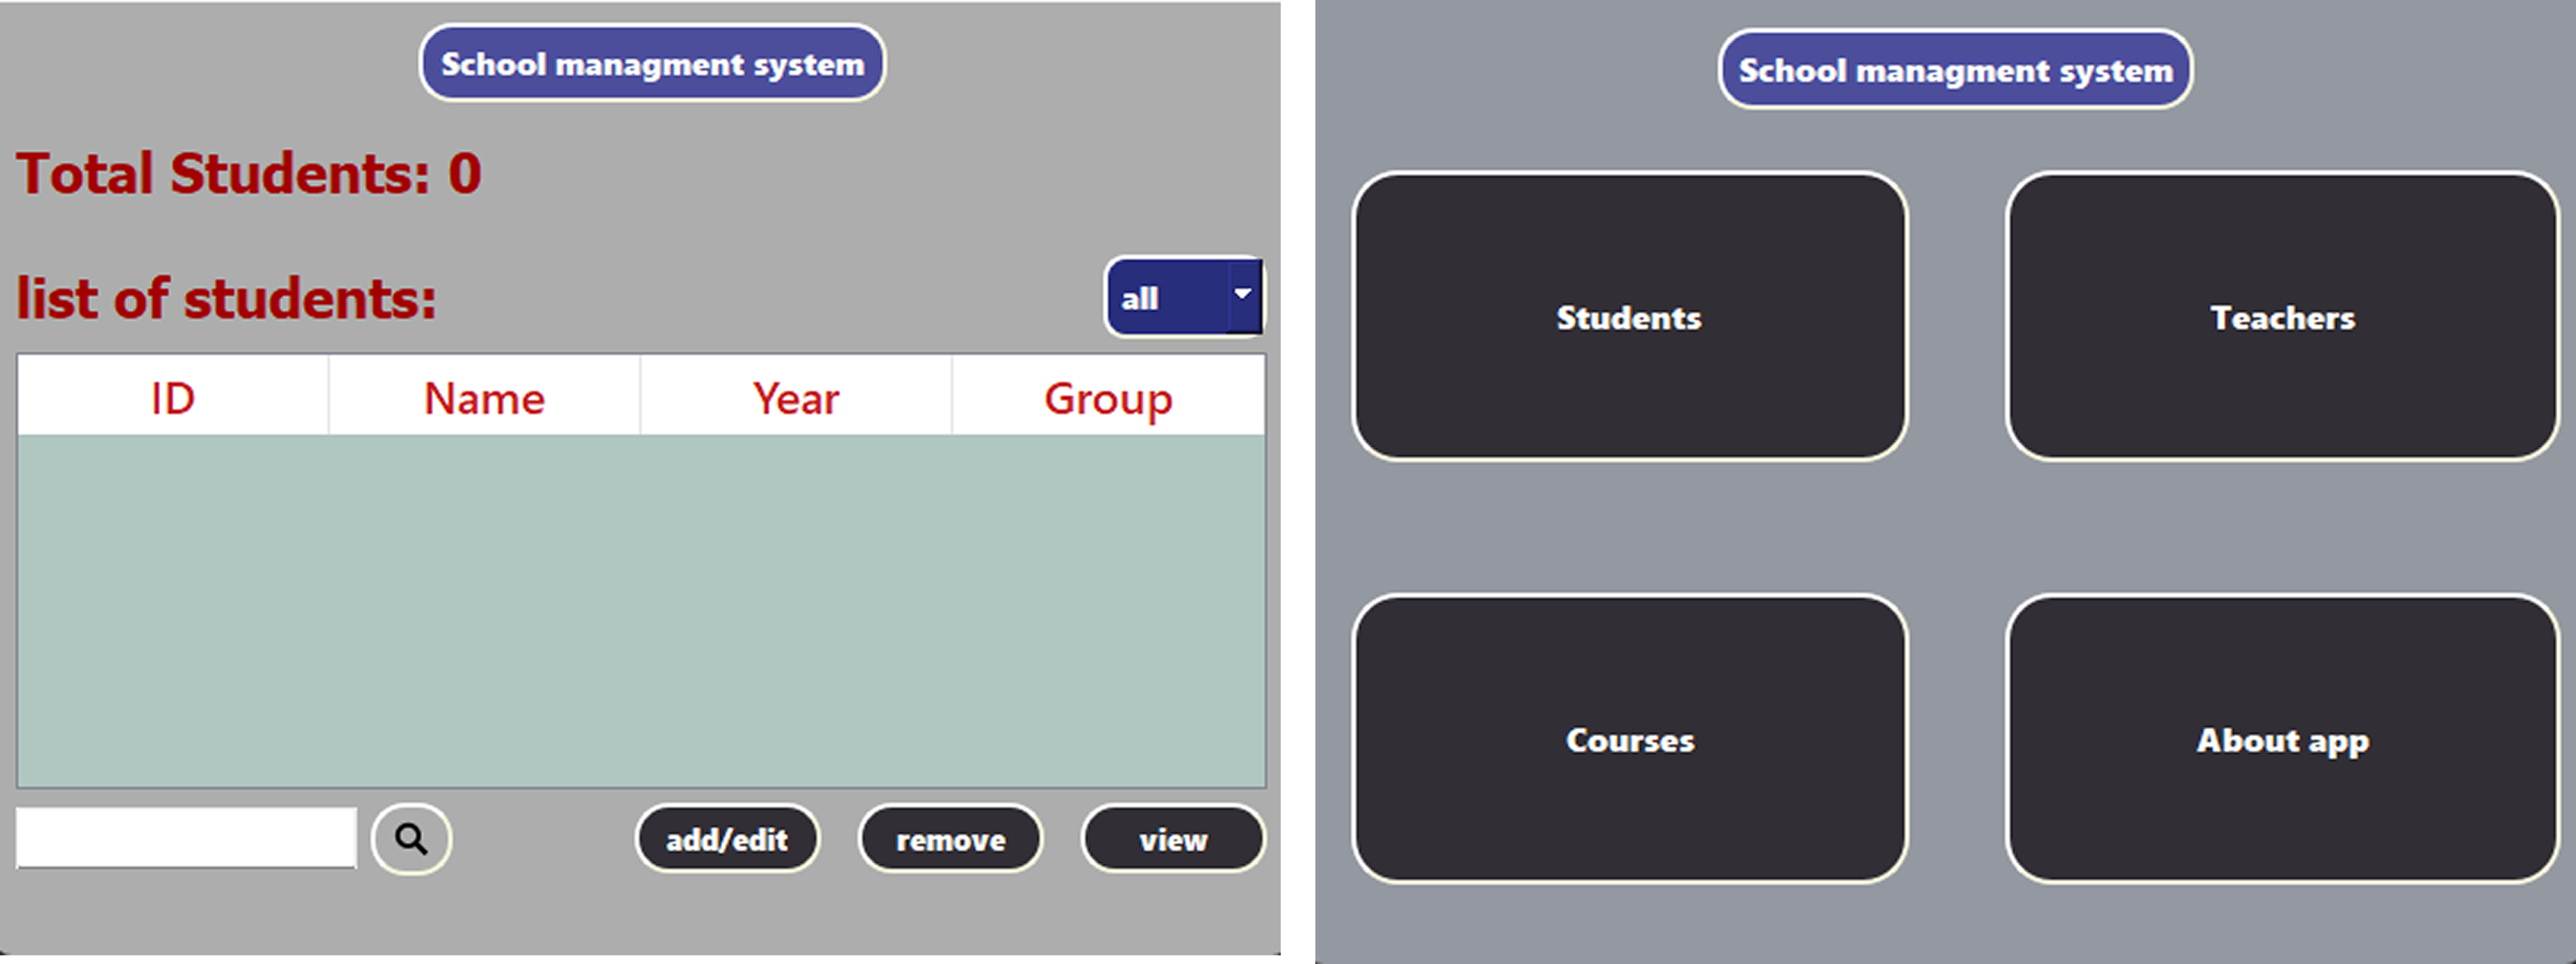 School managment system
Total Students: 0
list of students:
all
ID Name Year Group
add/edit remove view
School managment system
Students Teachers
Courses About app